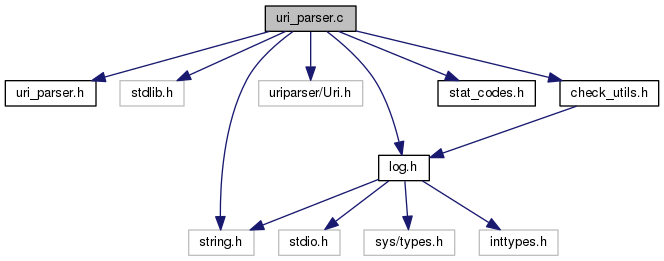 uri_parser.c
uri_parser.h
stdlib.h
uriparser/Uri.h
stat_codes.h
check_utils.h
log.h
string.h
stdio.h
sys/types.h
inttypes.h